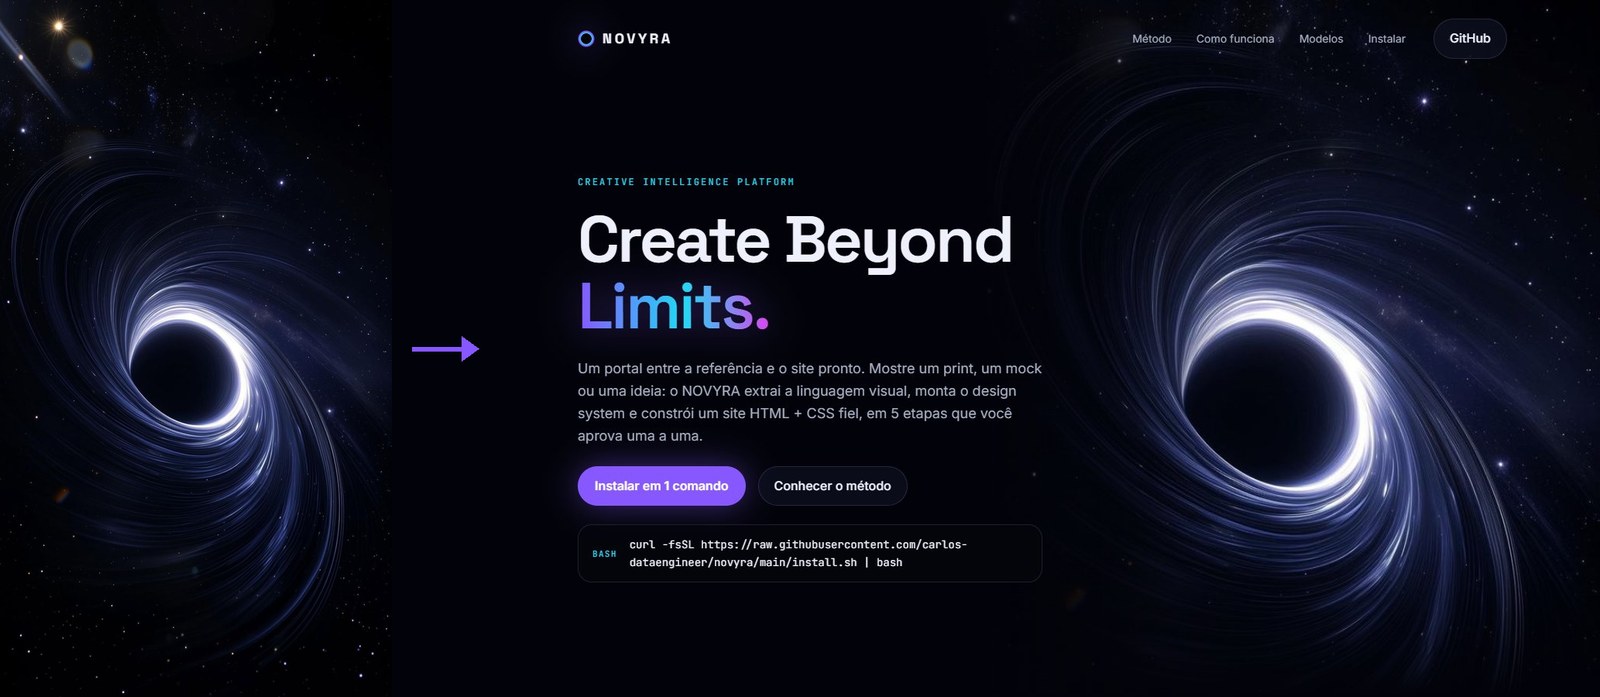 NOVYRA
Método
Como funciona
Modelos
Instalar
GitHub
CREATIVE INTELLIGENCE PLATFORM
Create Beyond
Limits.
Um portal entre a referência e o site pronto. Mostre um print, um mock
ou uma ideia: o NOVYRA extrai a linguagem visual, monta o design
system e constrói um site HTML + CSS fiel, em 5 etapas que você
aprova uma a uma.
Instalar em 1 comando
Conhecer o método
BASH
curl -fsSL https://raw.githubusercontent.com/carlos-
dataengineer/novyra/main/install.sh | bash